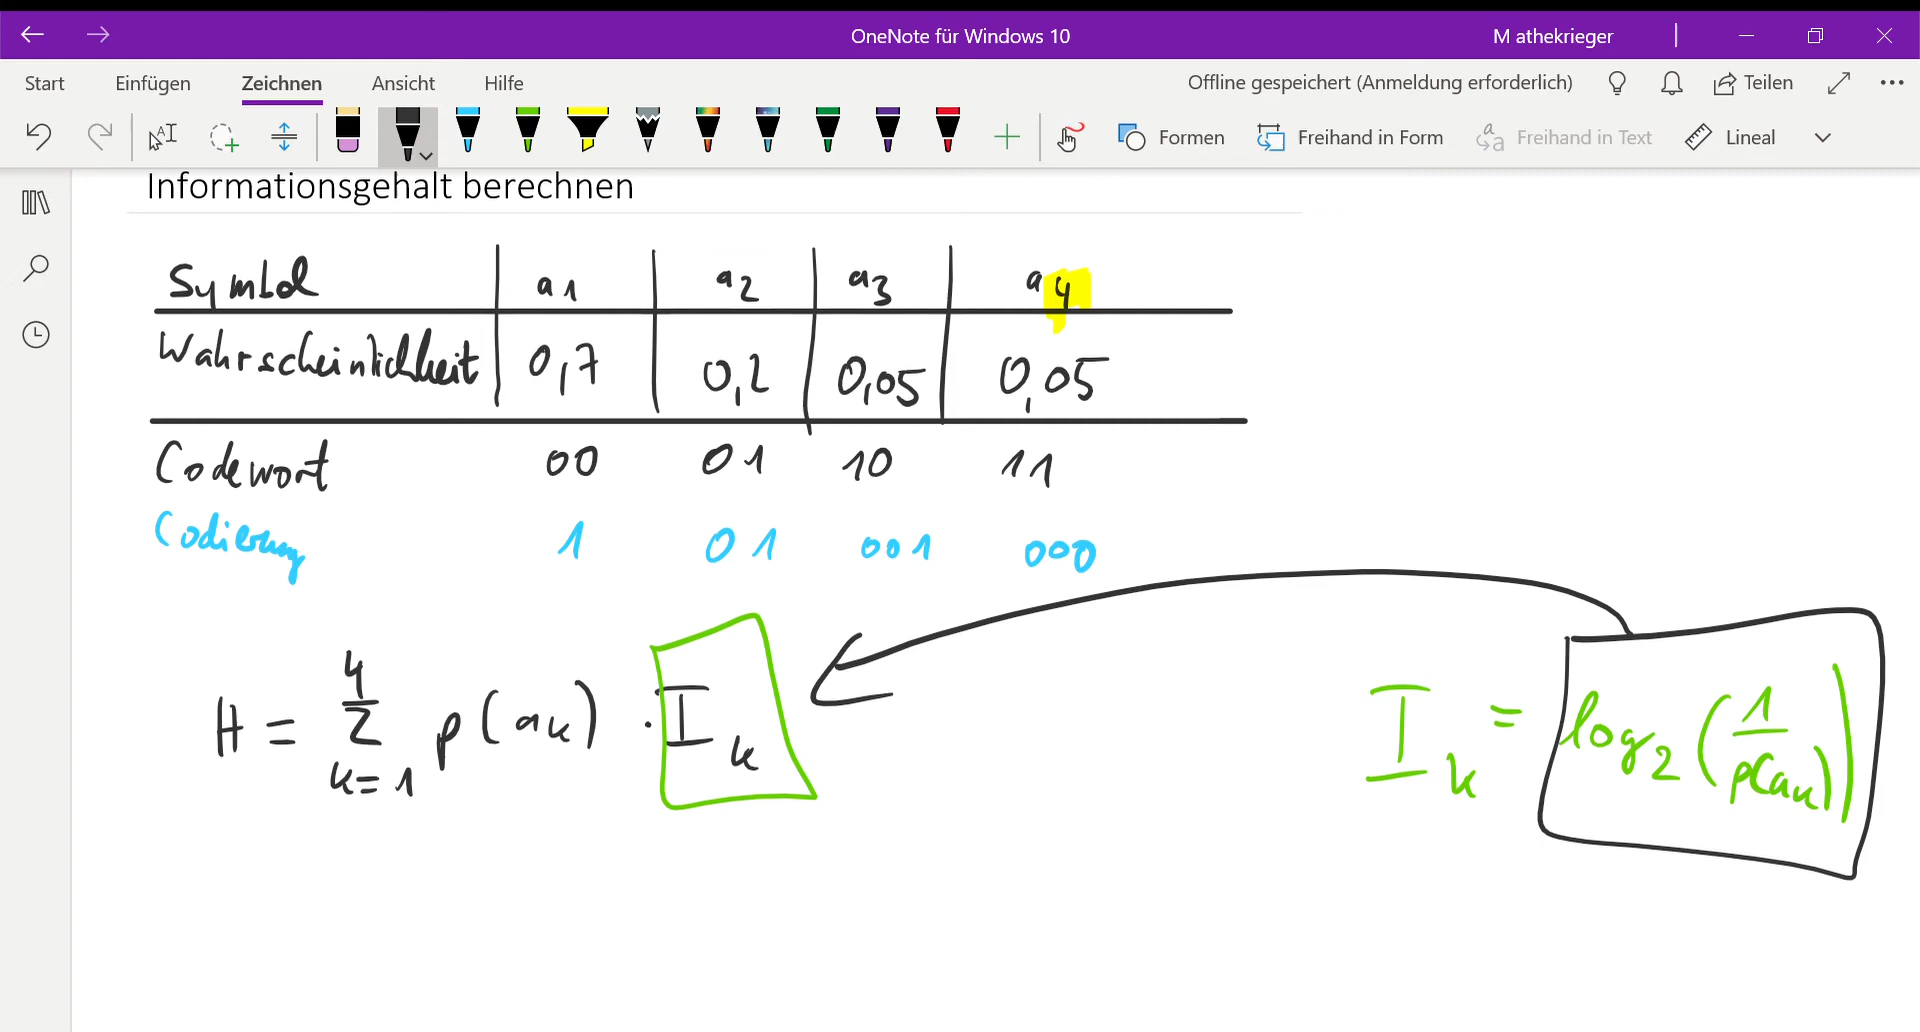 OneNote für Windows 10
M athekrieger
Start Einfügen Zeichnen Ansicht Hilfe
Offline gespeichert (Anmeldung erforderlich) Teilen
Formen Freihand in Form Freihand in Text Lineal
Informationsgehalt berechnen
Symbol a1 a2 a3 a4
Wahrscheinlichkeit 0,7 0,2 0,05 0,05
Codewort 00 01 10 11
Codierung 1 01 001 000
H = 4 Σ k=1 p(ak) · I k
I k = log2 (1/p(ak))